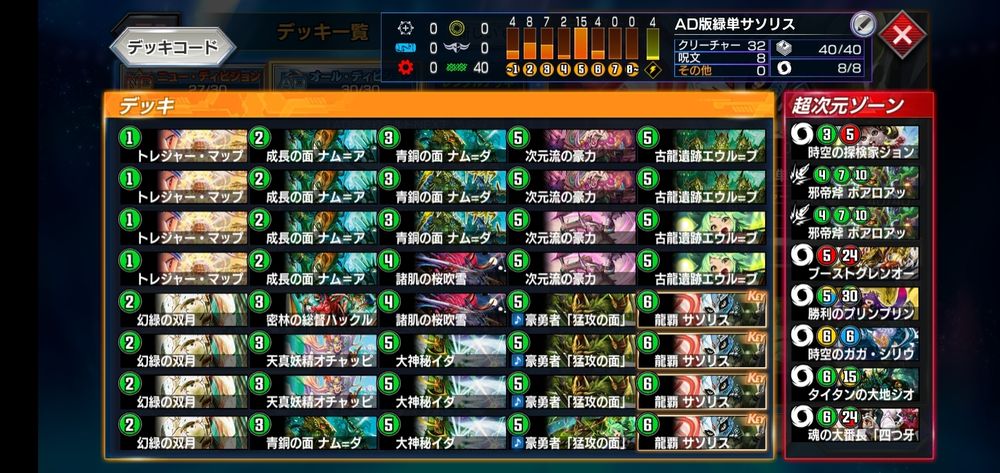 デッキコード
デッキ一覧
0 0
0 0
0 40
4 8 7 2 15 4 0 0 4
1 2 3 4 5 6 7 8
AD版緑単サソリス
クリーチャー 32
呪文 8
その他 0
40/40
8/8
ニュー・ディビジョン
オール・ディビ
デッキ
超次元ゾーン
1 トレジャー・マップ 2 成長の面 ナム=ア 3 青銅の面 ナム=ダ 5 次元流の豪力 5 古龍遺跡エウル=ブ
1 トレジャー・マップ 2 成長の面 ナム=ア 3 青銅の面 ナム=ダ 5 次元流の豪力 5 古龍遺跡エウル=ブ
1 トレジャー・マップ 2 成長の面 ナム=ア 3 青銅の面 ナム=ダ 5 次元流の豪力 5 古龍遺跡エウル=ブ
1 トレジャー・マップ 2 成長の面 ナム=ア 4 諸肌の桜吹雪 5 次元流の豪力 5 古龍遺跡エウル=ブ
2 幻緑の双月 3 密林の総督ハックル 4 諸肌の桜吹雪 5 豪勇者「猛攻の面」 6 龍覇 サソリス KEY
2 幻緑の双月 3 天真妖精オチャッピ 5 大神秘イダ 5 豪勇者「猛攻の面」 6 龍覇 サソリス KEY
2 幻緑の双月 3 天真妖精オチャッピ 5 大神秘イダ 5 豪勇者「猛攻の面」 6 龍覇 サソリス KEY
2 幻緑の双月 3 青銅の面 ナム=ダ 5 大神秘イダ 5 豪勇者「猛攻の面」 6 龍覇 サソリス KEY
3 5 時空の探検家ジョン
4 7 10 邪帝斧 ボアロアッ
4 7 10 邪帝斧 ボアロアッ
5 24 ブーストグレンオー
5 30 勝利のプリンプリン
6 6 時空のガガ・シリウ
6 15 タイタンの大地ジオ
6 24 魂の大番長「四つ牙